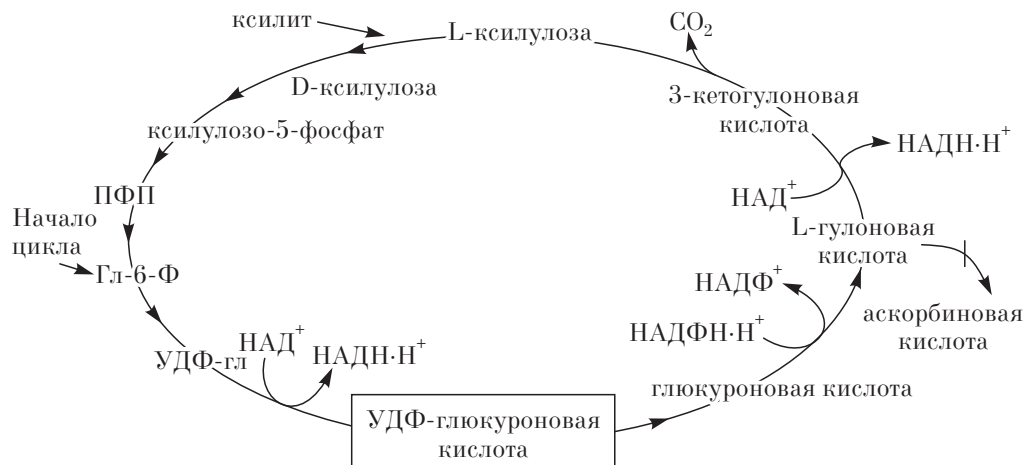 ксилит
L-ксилулоза
CO₂
D-ксилулоза
3-кетогулоновая
кислота
ксилулозо-5-фосфат
НАДН·Н⁺
ПФП
НАД⁺
Начало
цикла
L-гулоновая
кислота
Гл-6-Ф
НАДФ⁺
аскорбиновая
кислота
НАДФН·Н⁺
УДФ-гл
НАД⁺
НАДН·Н⁺
глюкуроновая кислота
УДФ-глюкуроновая
кислота